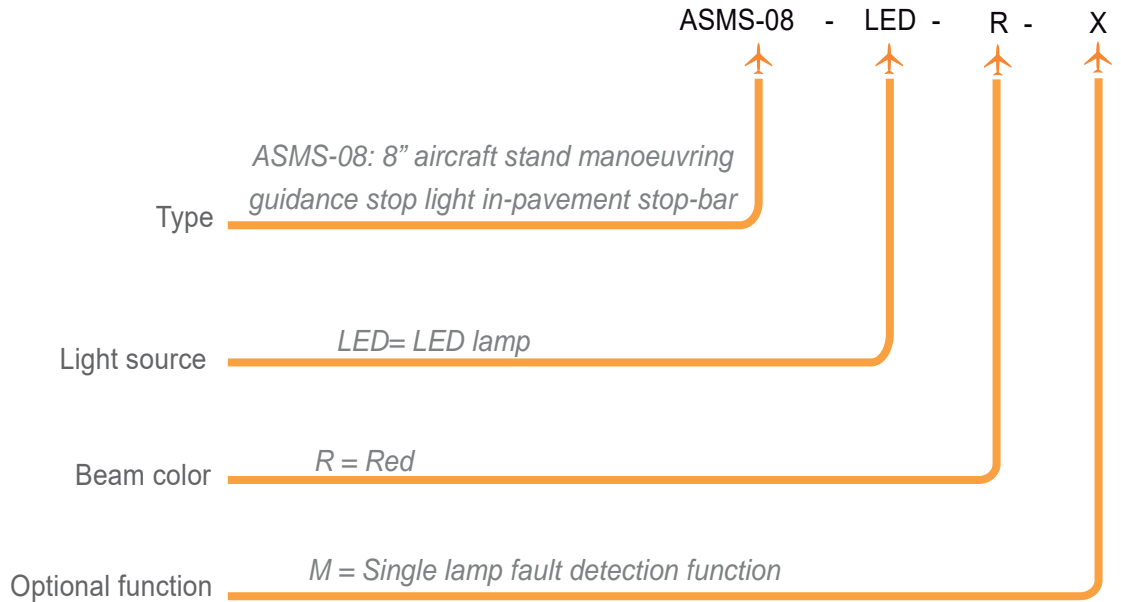 ASMS-08 - LED - R - X
ASMS-08: 8” aircraft stand manoeuvring
guidance stop light in-pavement stop-bar
Type
LED= LED lamp
Light source
R = Red
Beam color
M = Single lamp fault detection function
Optional function